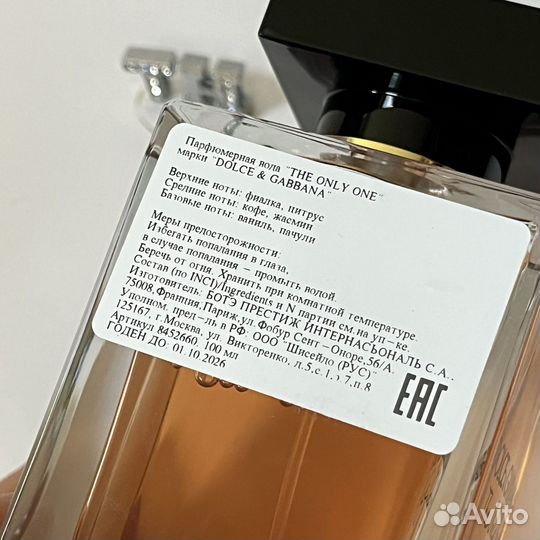 Парфюмерная вода "THE ONLY ONE"
марки "DOLCE & GABBANA"
Верхние ноты: фиалка, цитрус
Средние ноты: кофе, жасмин
Базовые ноты: ваниль, пачули
Меры предосторожности:
Избегать попадания в глаза,
в случае попадания – промыть водой.
Беречь от огня. Хранить при комнатной температуре.
Состав (по INCI)/Ingredients и N партии см. на уп-ке.
Изготовитель: БОТЭ ПРЕСТИЖ ИНТЕРНАСЬОНАЛЬ С.А.,
75008, Франция, Париж, ул. Фобур Сент-Оноре, 56/А.
Уполном. пред-ль в РФ: ООО "Шисейдо (РУС)"
125167, г. Москва, ул. Викторенко, д.5, с.1, э.7, п.8
Артикул 8452660, 100 мл
ГОДЕН ДО: 01.10.2026
EAC
Avito